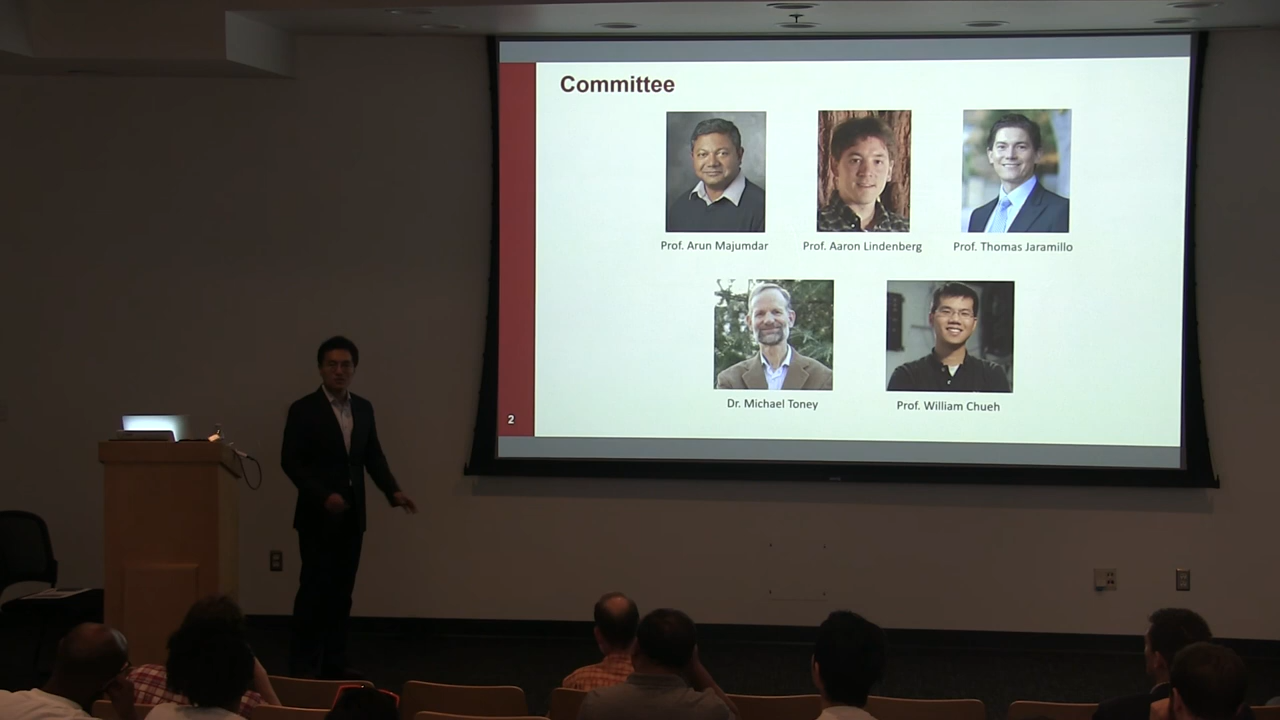 Committee
Prof. Arun Majumdar
Prof. Aaron Lindenberg
Prof. Thomas Jaramillo
Dr. Michael Toney
Prof. William Chueh
2